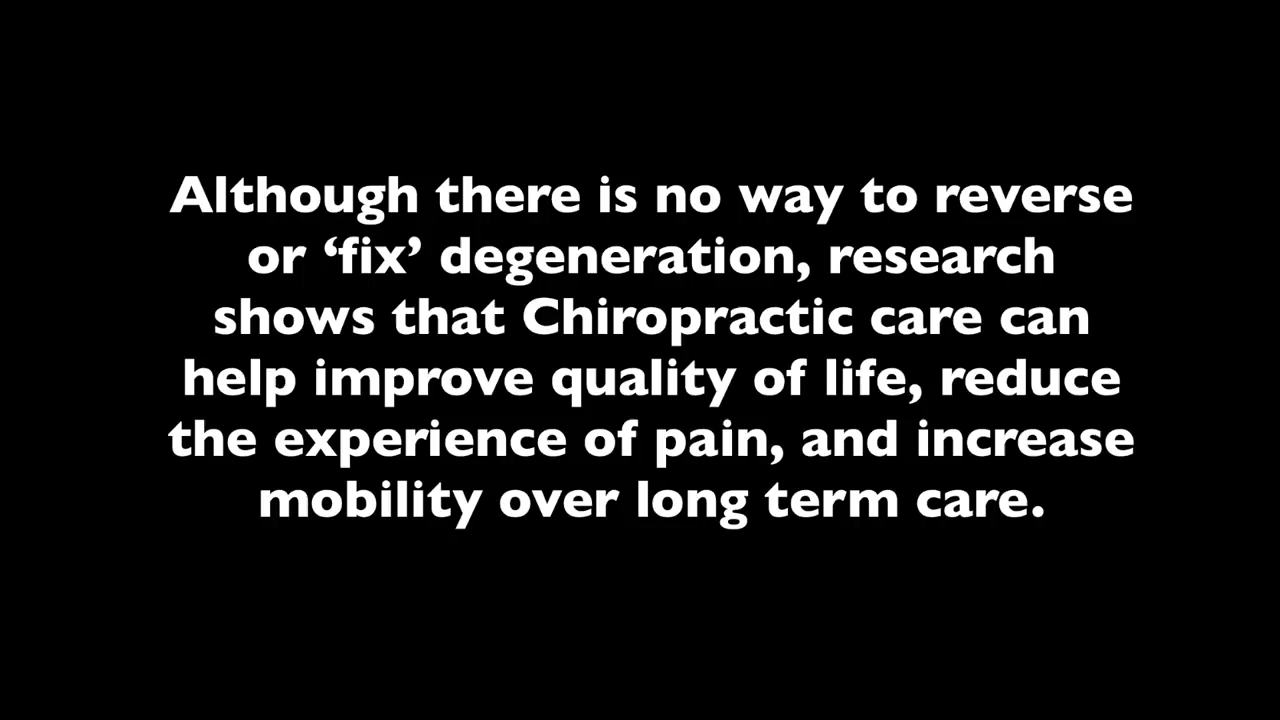 Although there is no way to reverse
or ‘fix’ degeneration, research
shows that Chiropractic care can
help improve quality of life, reduce
the experience of pain, and increase
mobility over long term care.